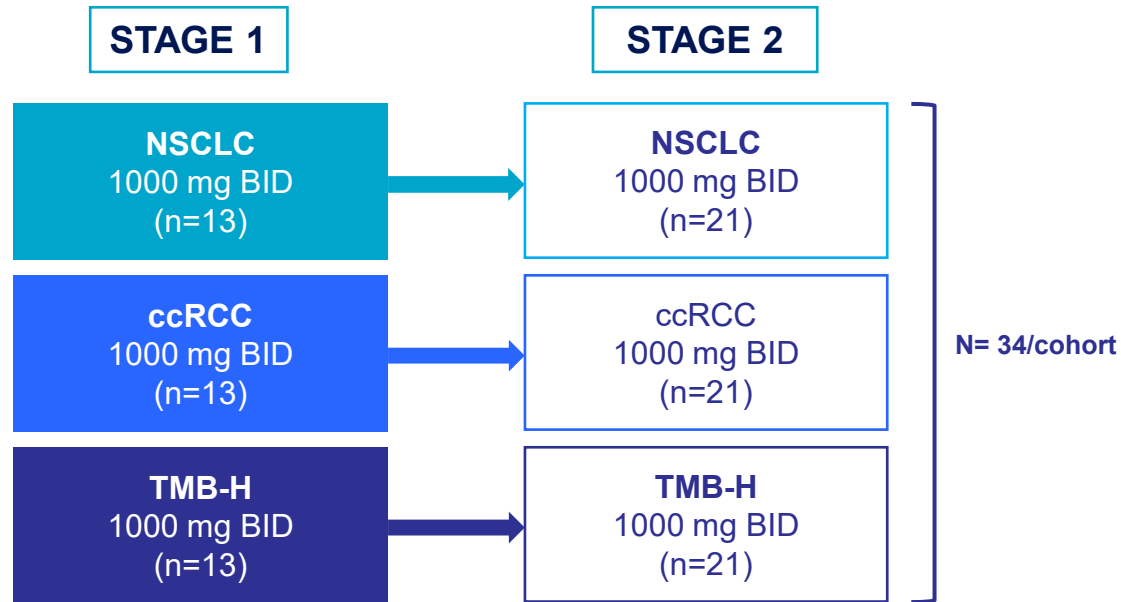 STAGE 1
STAGE 2
NSCLC
1000 mg BID
(n=13)
NSCLC
1000 mg BID
(n=21)
ccRCC
1000 mg BID
(n=13)
ccRCC
1000 mg BID
(n=21)
N= 34/cohort
TMB-H
1000 mg BID
(n=13)
TMB-H
1000 mg BID
(n=21)